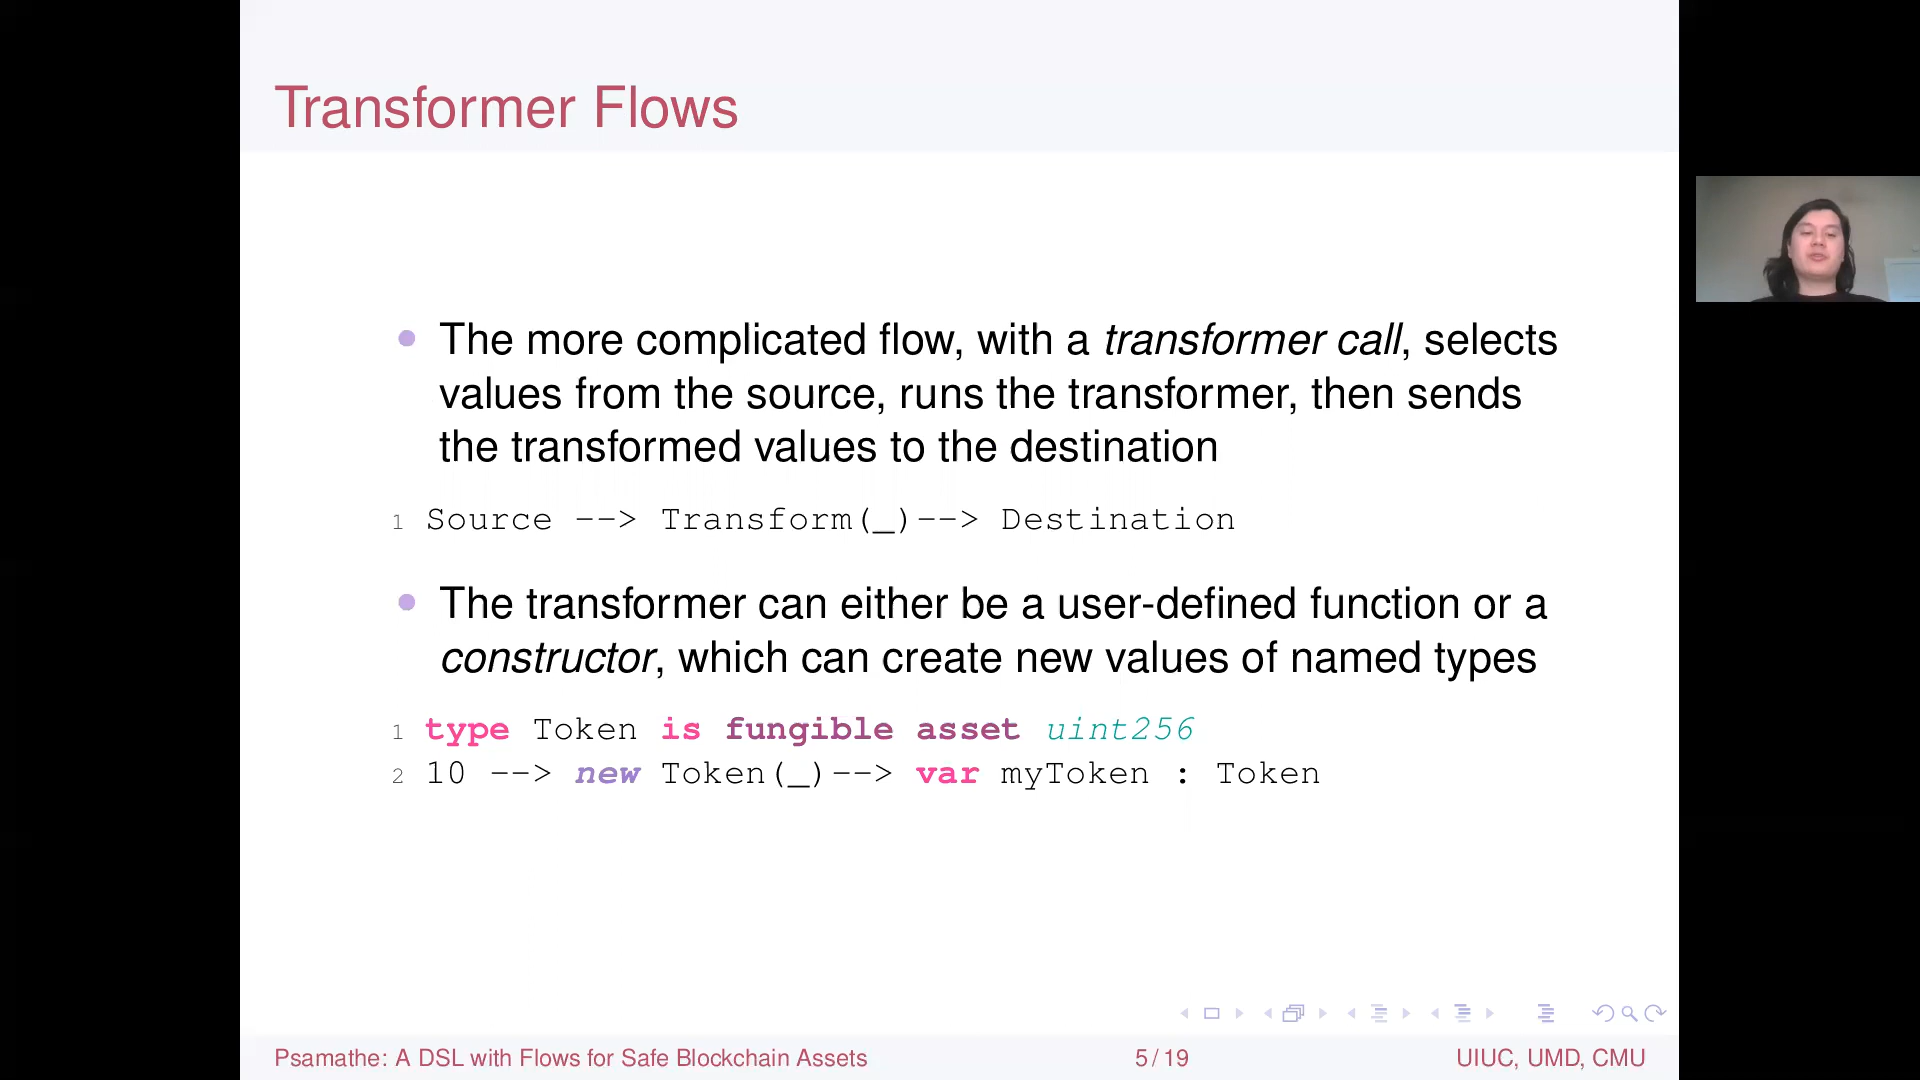 Transformer Flows
The more complicated flow, with a transformer call, selects
values from the source, runs the transformer, then sends
the transformed values to the destination
1 Source --> Transform(_)--> Destination
The transformer can either be a user-defined function or a
constructor, which can create new values of named types
1 type Token is fungible asset uint256
2 10 --> new Token(_)--> var myToken : Token
Psamathe: A DSL with Flows for Safe Blockchain Assets 5/19 UIUC, UMD, CMU